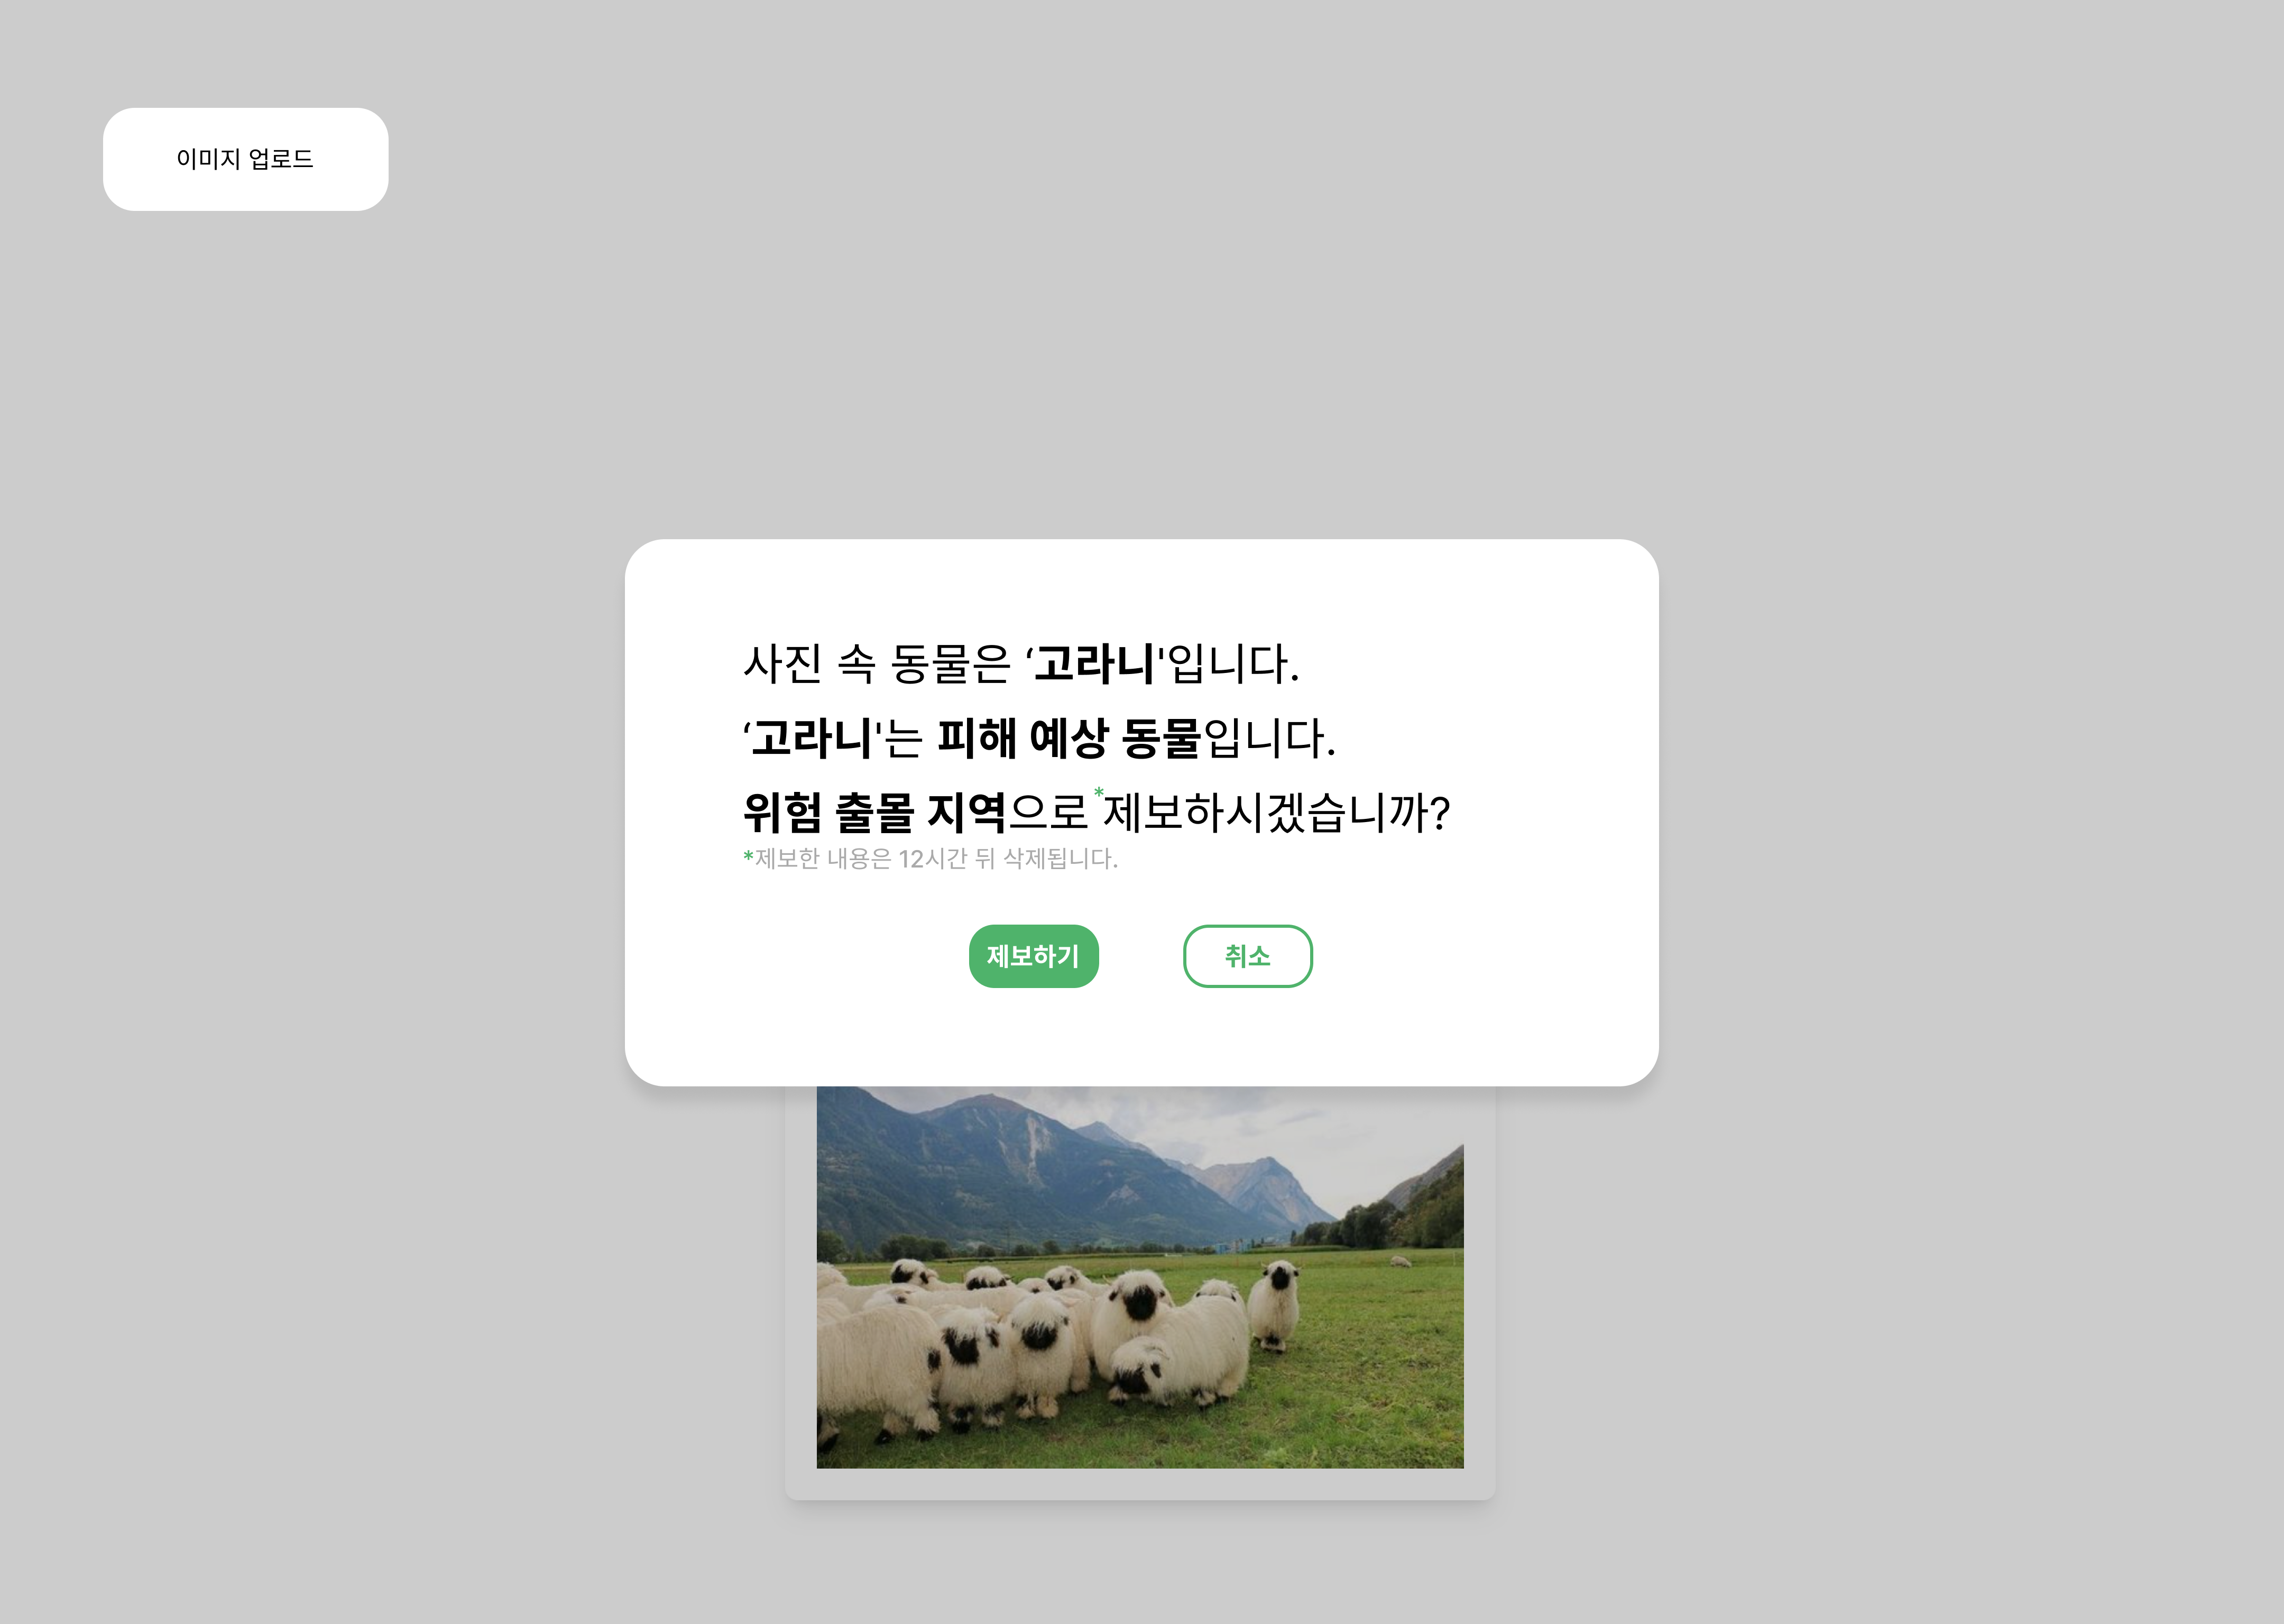 이미지 업로드
사진 속 동물은 ‘고라니'입니다.
‘고라니'는 피해 예상 동물입니다.
위험 출몰 지역으로 *제보하시겠습니까?
*제보한 내용은 12시간 뒤 삭제됩니다.
제보하기
취소